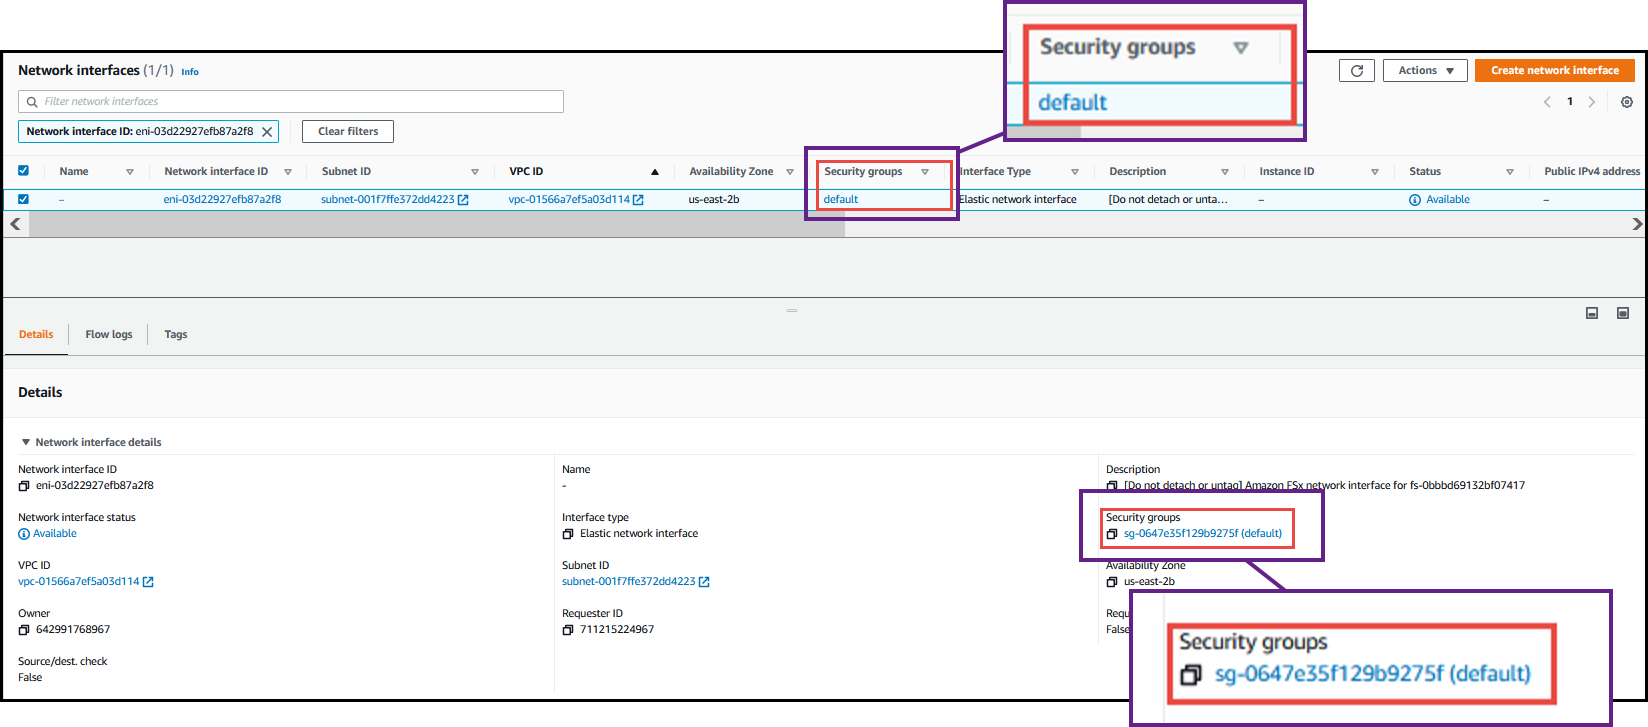 Security groups
default
Network interfaces (1/1) Info
Actions
Create network interface
Filter network interfaces
1
Network interface ID: eni-03d22927efb87a2f8
Clear filters
Name Network interface ID Subnet ID VPC ID Availability Zone Security groups Interface Type Description Instance ID Status Public IPv4 address
– eni-03d22927efb87a2f8 subnet-001f7ffe372dd4223 vpc-01566a7ef5a03d114 us-east-2b default Elastic network interface [Do not detach or unta... – Available –
Details Flow logs Tags
Details
Network interface details
Network interface ID
eni-03d22927efb87a2f8
Name
-
Description
[Do not detach or untag] Amazon FSx network interface for fs-0bbbd69132bf07417
Network interface status
Available
Interface type
Elastic network interface
Security groups
sg-0647e35f129b9275f (default)
VPC ID
vpc-01566a7ef5a03d114
Subnet ID
subnet-001f7ffe372dd4223
Availability Zone
us-east-2b
Owner
642991768967
Requester ID
711215224967
Requ
False
Source/dest. check
False
Security groups
sg-0647e35f129b9275f (default)